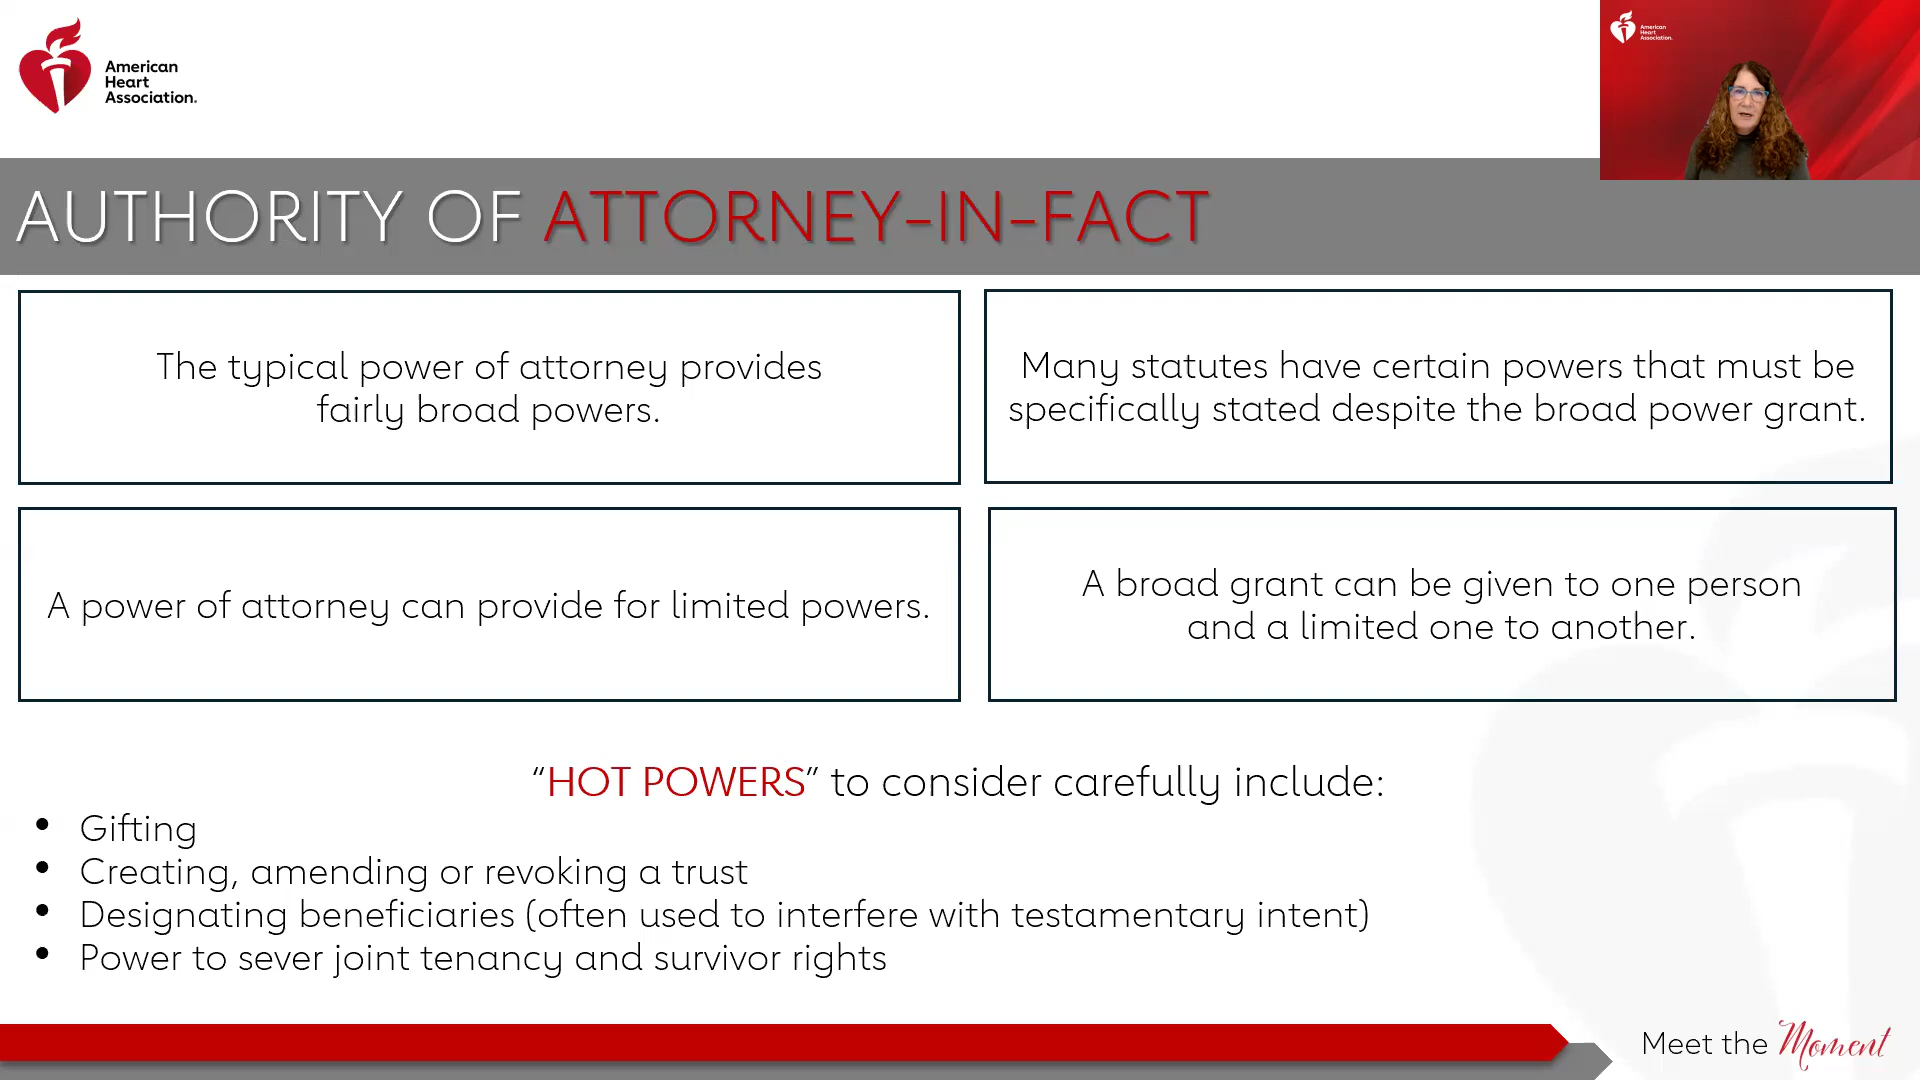 American
Heart
Association.
American
Heart
Association.
AUTHORITY OF ATTORNEY-IN-FACT
The typical power of attorney provides
fairly broad powers.
Many statutes have certain powers that must be
specifically stated despite the broad power grant.
A power of attorney can provide for limited powers.
A broad grant can be given to one person
and a limited one to another.
“HOT POWERS” to consider carefully include:
• Gifting
• Creating, amending or revoking a trust
• Designating beneficiaries (often used to interfere with testamentary intent)
• Power to sever joint tenancy and survivor rights
Meet the Moment